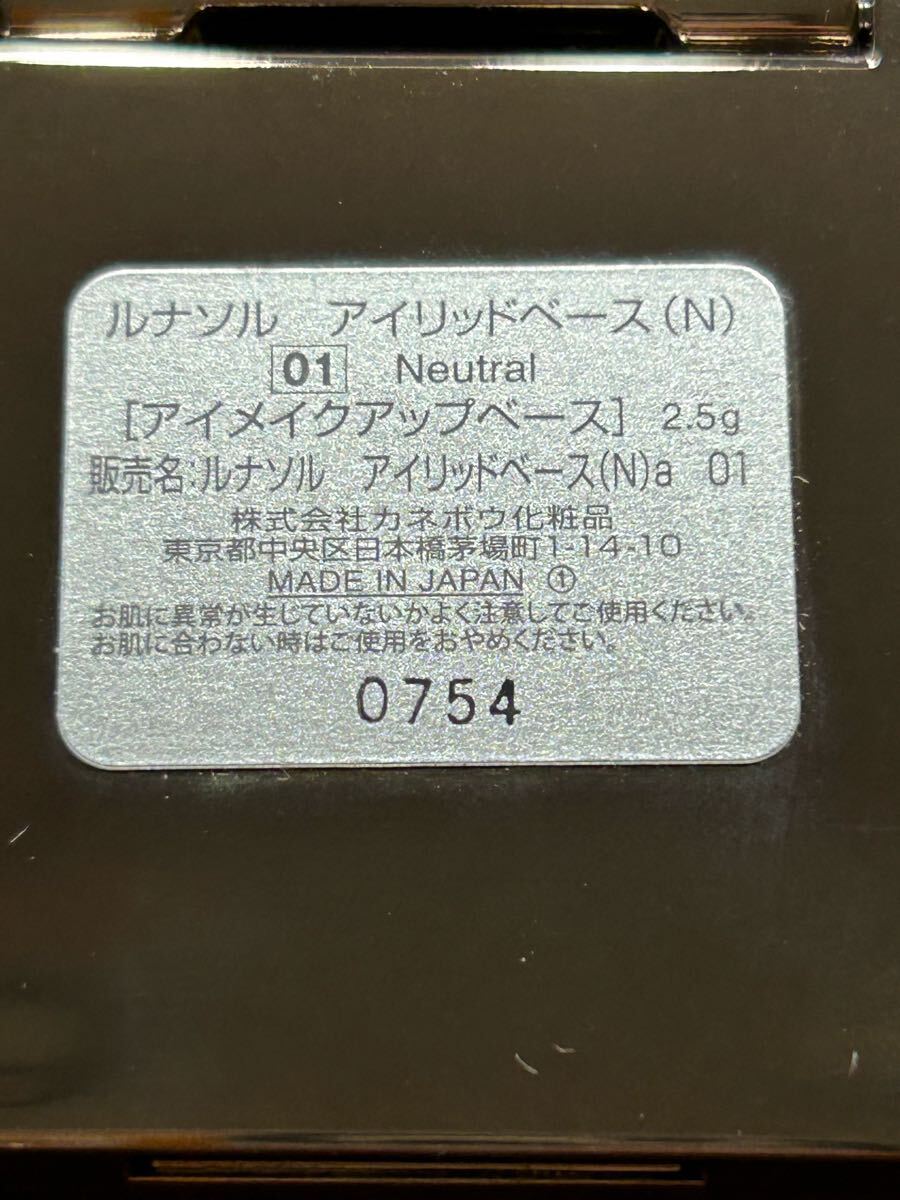 ルナソル　アイリッドベース(N)
01 Neutral
[アイメイクアップベース] 2.5g
販売名:ルナソル　アイリッドベース(N)a 01
株式会社カネボウ化粧品
東京都中央区日本橋茅場町1-14-10
MADE IN JAPAN ①
お肌に異常が生じていないかよく注意してご使用ください。
お肌に合わない時はご使用をおやめください。
0754